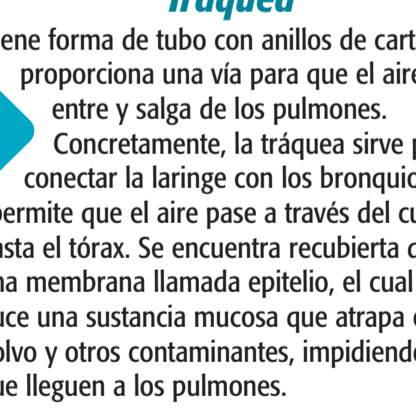 Tráquea
ene forma de tubo con anillos de cart
proporciona una vía para que el aire
entre y salga de los pulmones.
Concretamente, la tráquea sirve p
conectar la laringe con los bronquio
permite que el aire pase a través del cu
asta el tórax. Se encuentra recubierta d
na membrana llamada epitelio, el cual
uce una sustancia mucosa que atrapa e
olvo y otros contaminantes, impidiendo
ue lleguen a los pulmones.